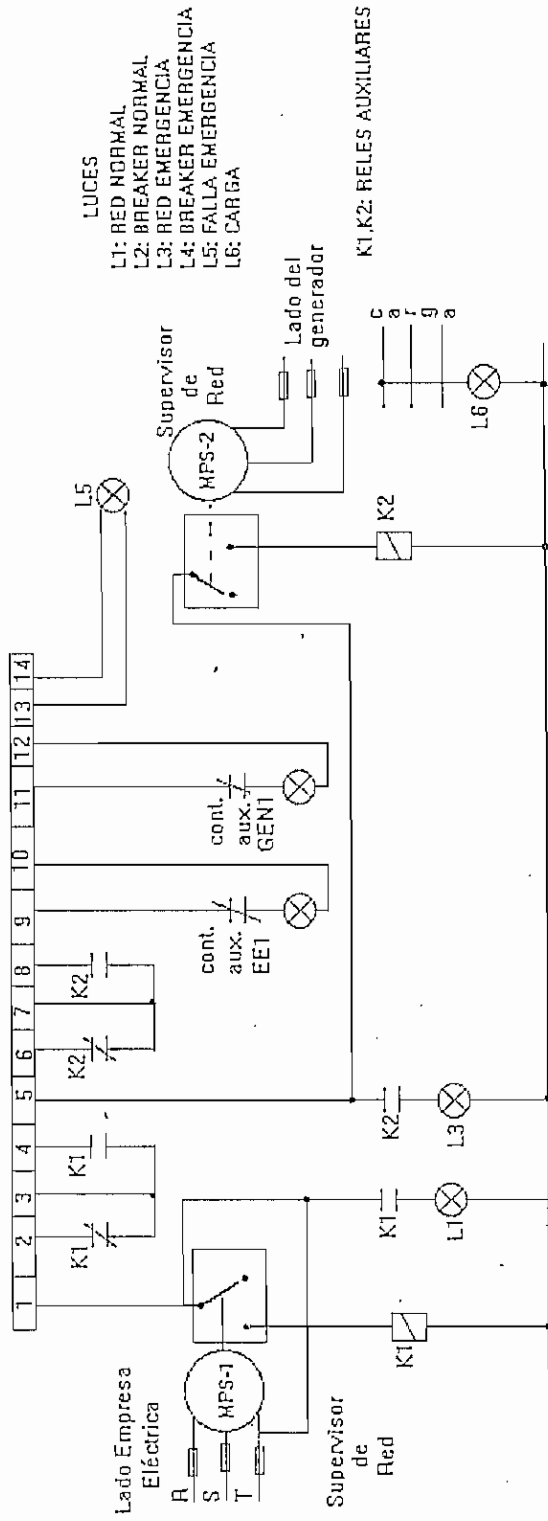 1 2 3 4 5 6 7 8 9 10 11 12 13 14
K1
K1
K2
K2
cont.
aux.
EE1
cont.
aux.
GEN1
L5
Lado Empresa
Eléctrica
R
S
T
MPS-1
Supervisor
de
Red
K1
K1
L1
K2
L3
Supervisor
de
Red
MPS-2
Lado del
generador
K2
c
a
r
g
a
L6
LUCES
L1: RED NORMAL
L2: BREAKER NORMAL
L3: RED EMERGENCIA
L4: BREAKER EMERGENCIA
L5: FALLA EMERGENCIA
L6: CARGA
K1,K2: RELES AUXILIARES